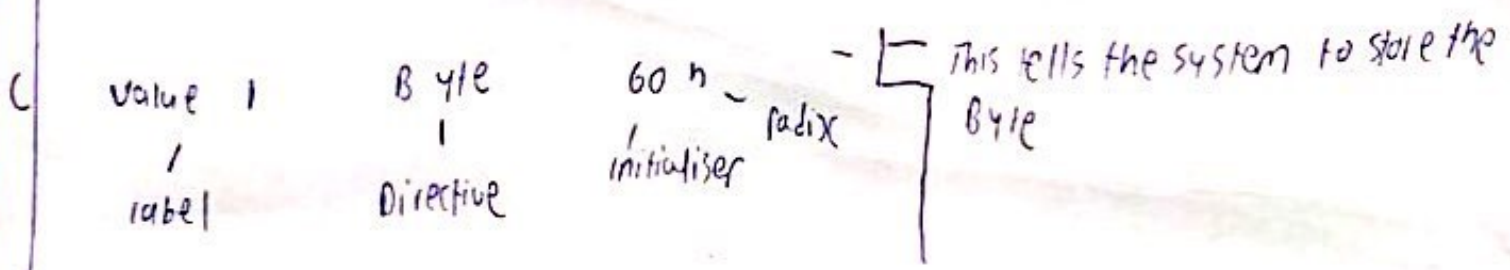 C value 1 Byte 60 h - This tells the system to store the
Byte
radix
label Directive initialiser